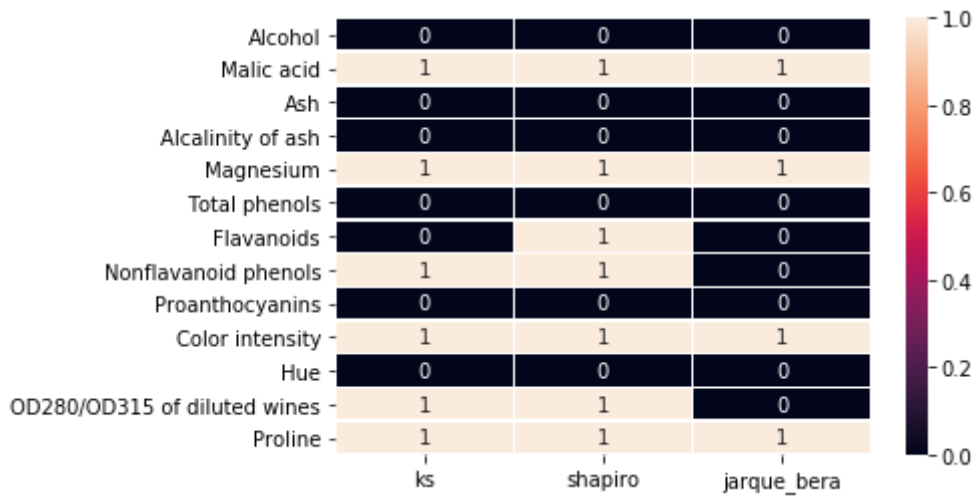 Alcohol 0 0 0
Malic acid 1 1 1
Ash 0 0 0
Alcalinity of ash 0 0 0
Magnesium 1 1 1
Total phenols 0 0 0
Flavanoids 0 1 0
Nonflavanoid phenols 1 1 0
Proanthocyanins 0 0 0
Color intensity 1 1 1
Hue 0 0 0
OD280/OD315 of diluted wines 1 1 0
Proline 1 1 1
ks shapiro jarque_bera
1.0
0.8
0.6
0.4
0.2
0.0